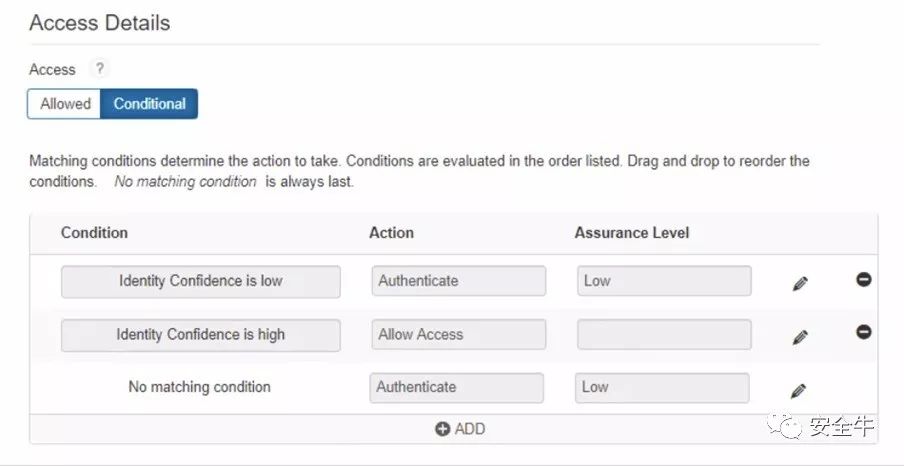 Access Details
Access ?
Allowed Conditional
Matching conditions determine the action to take. Conditions are evaluated in the order listed. Drag and drop to reorder the
conditions. No matching condition is always last.
Condition Action Assurance Level
Identity Confidence is low Authenticate Low
Identity Confidence is high Allow Access
No matching condition Authenticate Low
ADD
安全牛